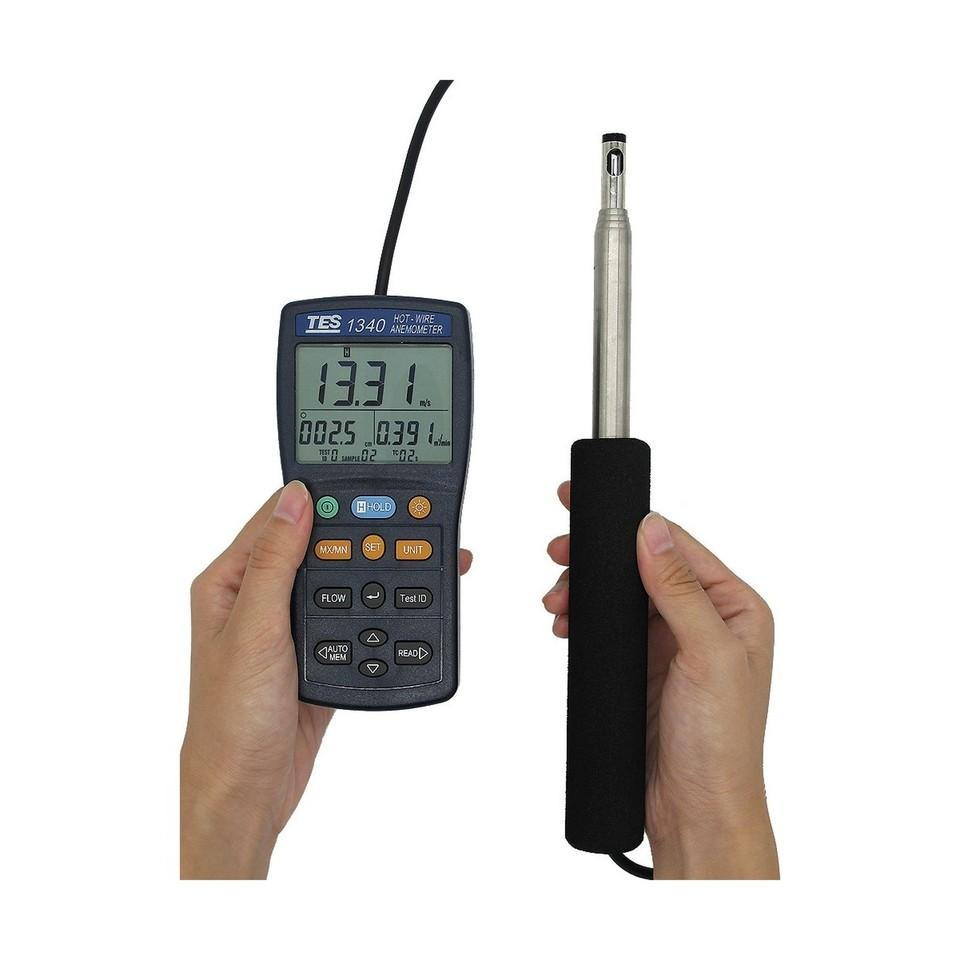 TES 1340 HOT-WIRE
ANEMOMETER
H
13.31 m/s
002.5 cm 0.391 m³/min
TEST ID 0 SAMPLE 02 TC 02 s
H HOLD
MX/MN SET UNIT
FLOW Test ID
AUTO MEM READ